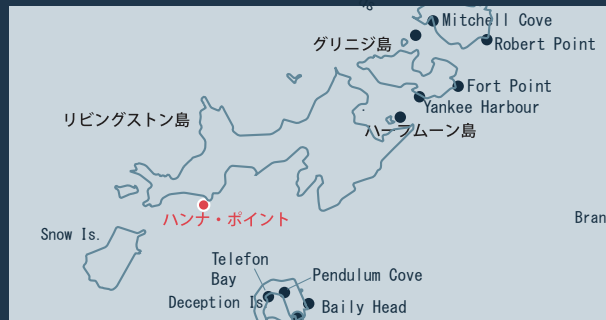 Mitchell Cove
グリニジ島
Robert Point
Fort Point
Yankee Harbour
リビングストン島
ハーフムーン島
ハンナ・ポイント
Bran
Snow Is.
Telefon
Bay
Pendulum Cove
Deception Is.
Baily Head